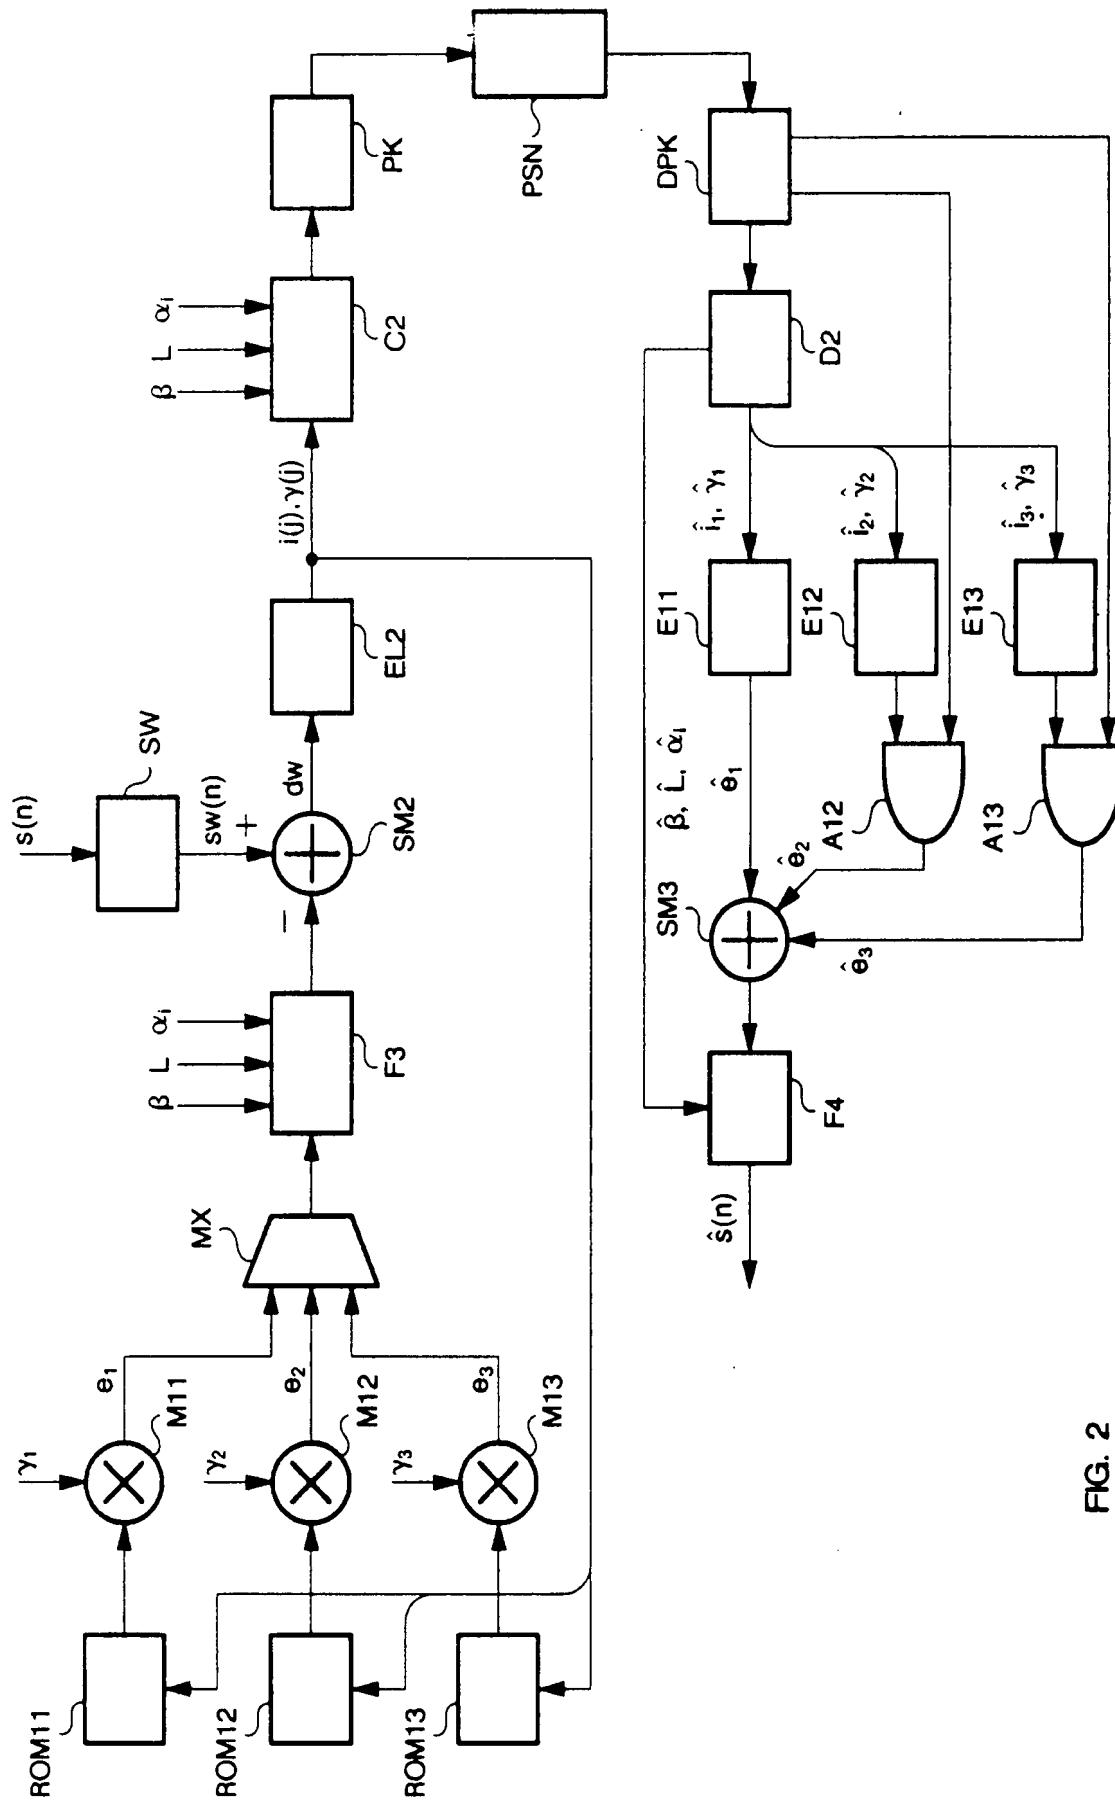 s(n)
SW
sw(n)
+
−
dw
SM2
EL2
i(j), γ(j)
β
L
αᵢ
C2
PK
PSN
β
L
αᵢ
F3
MX
γ₁
e₁
M11
γ₂
e₂
M12
γ₃
e₃
M13
ROM11
ROM12
ROM13
DPK
D2
î₁, γ̂₁
E11
î₂, γ̂₂
E12
î₃, γ̂₃
E13
β̂, L̂, α̂ᵢ
ê₁
A12
ê₂
A13
ê₃
SM3
F4
ŝ(n)
FIG. 2